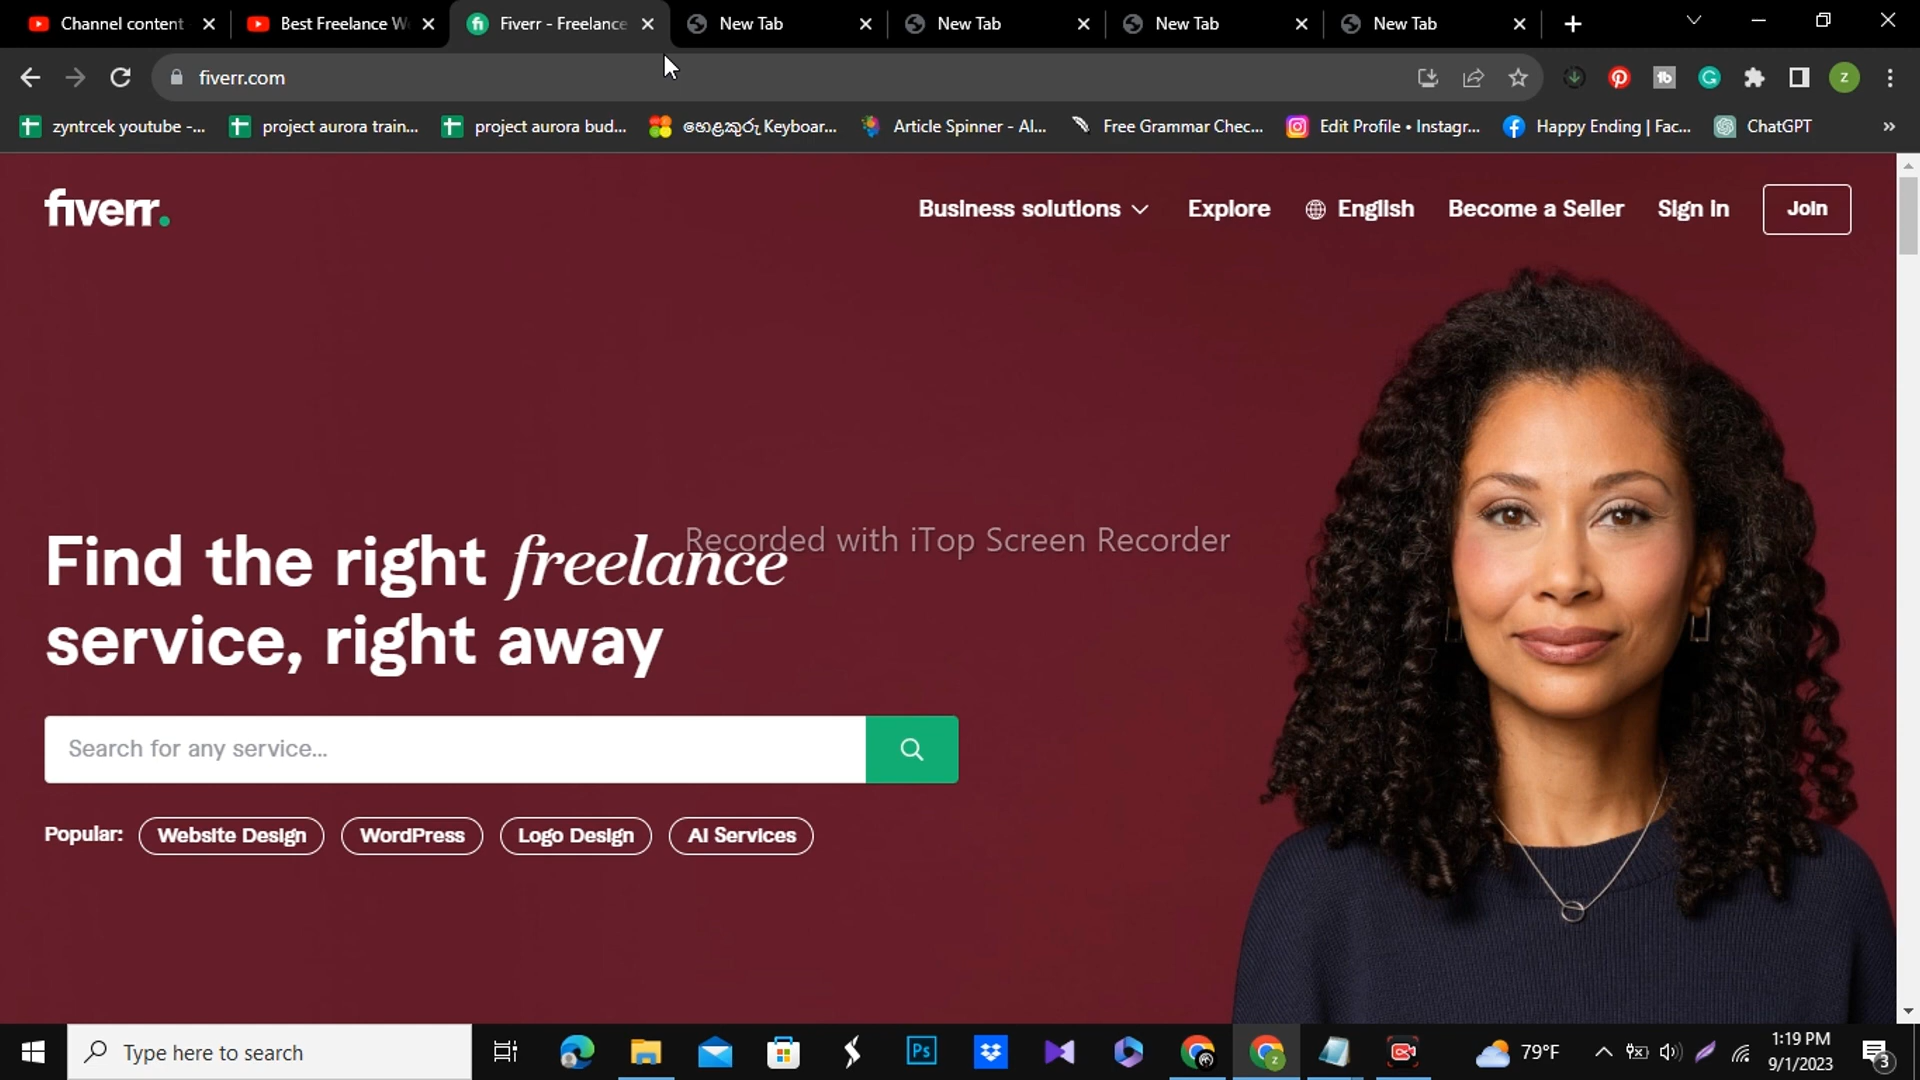 Channel content
Best Freelance W
Fiverr - Freelance
New Tab
New Tab
New Tab
New Tab
fiverr.com
zyntrcek youtube -...
project aurora train...
project aurora bud...
හෙළකුරු Keyboar...
Article Spinner - AI...
Free Grammar Chec...
Edit Profile • Instagr...
Happy Ending | Fac...
ChatGPT
fiverr.
Business solutions
Explore
English
Become a Seller
Sign in
Join
Recorded with iTop Screen Recorder
Find the right freelance
service, right away
Search for any service...
Popular:
Website Design
WordPress
Logo Design
AI Services
Type here to search
Ps
79°F
1:19 PM
9/1/2023
3